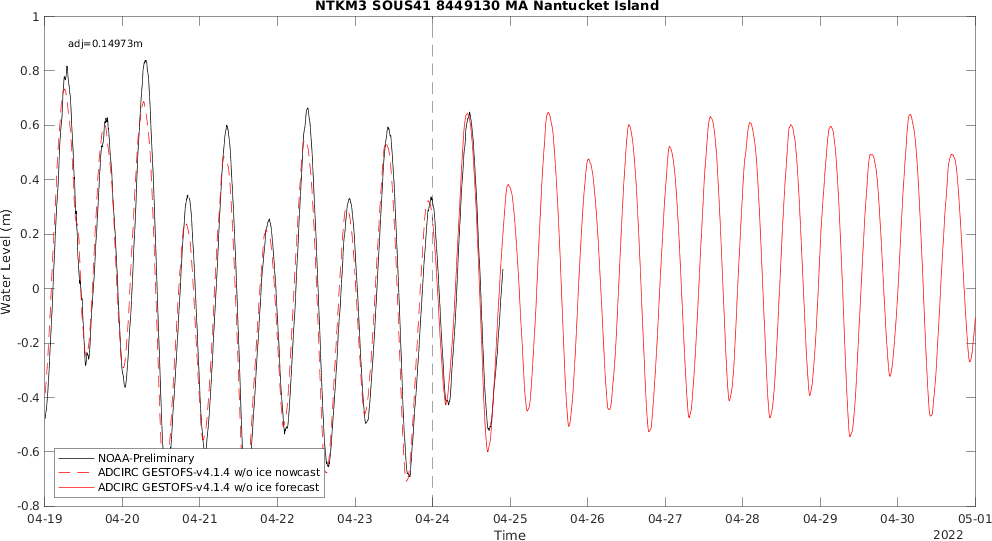 NTKM3 SOUS41 8449130 MA Nantucket Island
1
adj=0.14973m
0.8
0.6
0.4
0.2
0
-0.2
-0.4
-0.6
-0.8
Water Level (m)
NOAA-Preliminary
ADCIRC GESTOFS-v4.1.4 w/o ice nowcast
ADCIRC GESTOFS-v4.1.4 w/o ice forecast
04-19 04-20 04-21 04-22 04-23 04-24 04-25 04-26 04-27 04-28 04-29 04-30 05-01
Time
2022